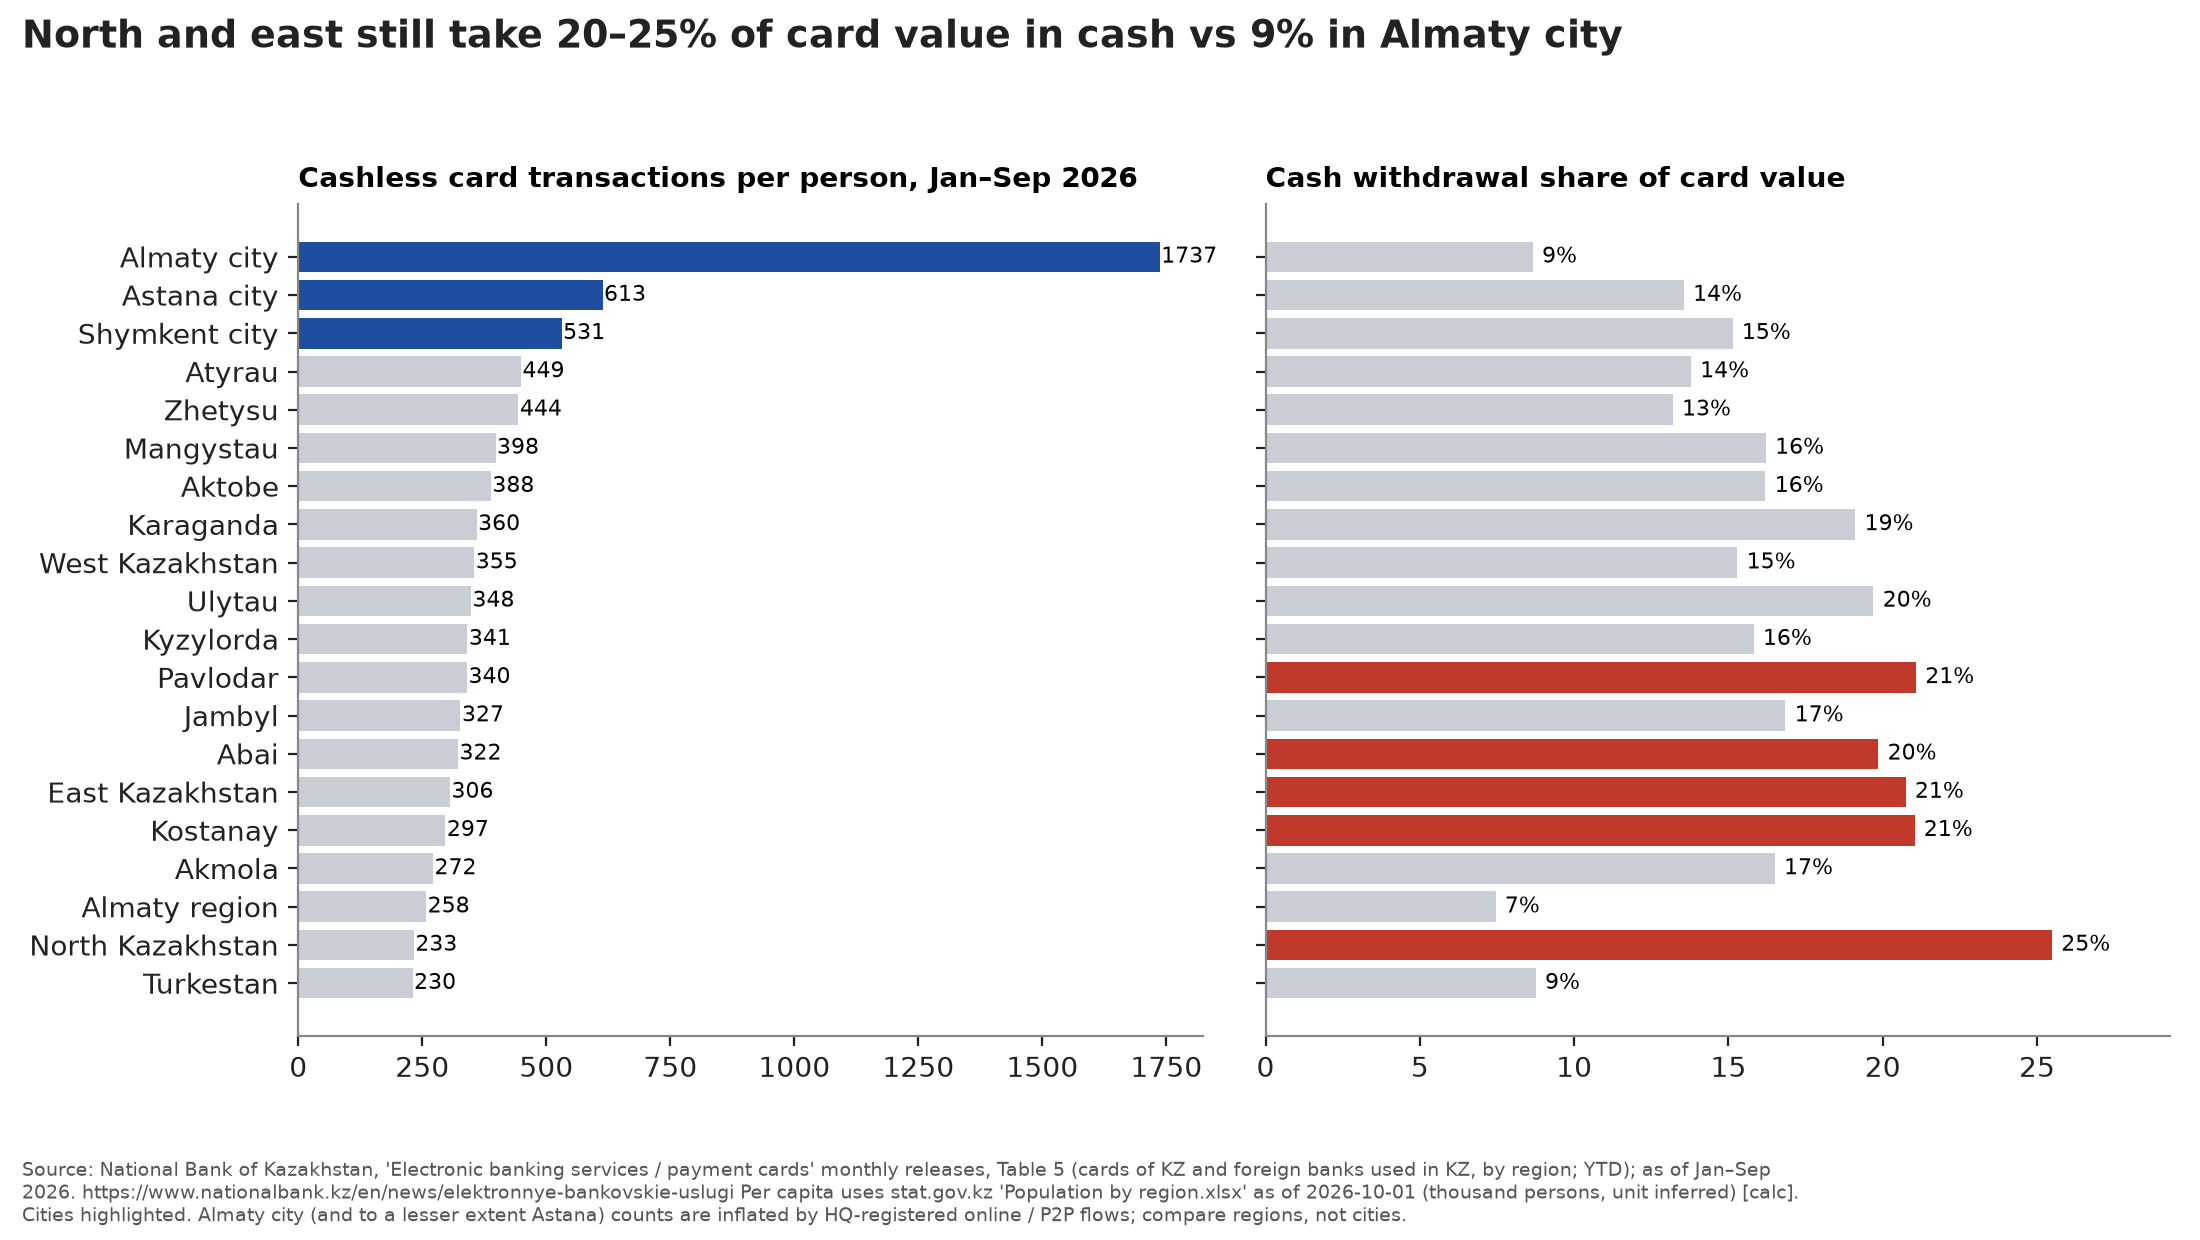 North and east still take 20–25% of card value in cash vs 9% in Almaty city
Cashless card transactions per person, Jan–Sep 2026
Almaty city 1737
Astana city 613
Shymkent city 531
Atyrau 449
Zhetysu 444
Mangystau 398
Aktobe 388
Karaganda 360
West Kazakhstan 355
Ulytau 348
Kyzylorda 341
Pavlodar 340
Jambyl 327
Abai 322
East Kazakhstan 306
Kostanay 297
Akmola 272
Almaty region 258
North Kazakhstan 233
Turkestan 230
0 250 500 750 1000 1250 1500 1750
Cash withdrawal share of card value
9%
14%
15%
14%
13%
16%
16%
19%
15%
20%
16%
21%
17%
20%
21%
21%
17%
7%
25%
9%
0 5 10 15 20 25
Source: National Bank of Kazakhstan, 'Electronic banking services / payment cards' monthly releases, Table 5 (cards of KZ and foreign banks used in KZ, by region; YTD); as of Jan–Sep
2026. https://www.nationalbank.kz/en/news/elektronnye-bankovskie-uslugi Per capita uses stat.gov.kz 'Population by region.xlsx' as of 2026-10-01 (thousand persons, unit inferred) [calc].
Cities highlighted. Almaty city (and to a lesser extent Astana) counts are inflated by HQ-registered online / P2P flows; compare regions, not cities.